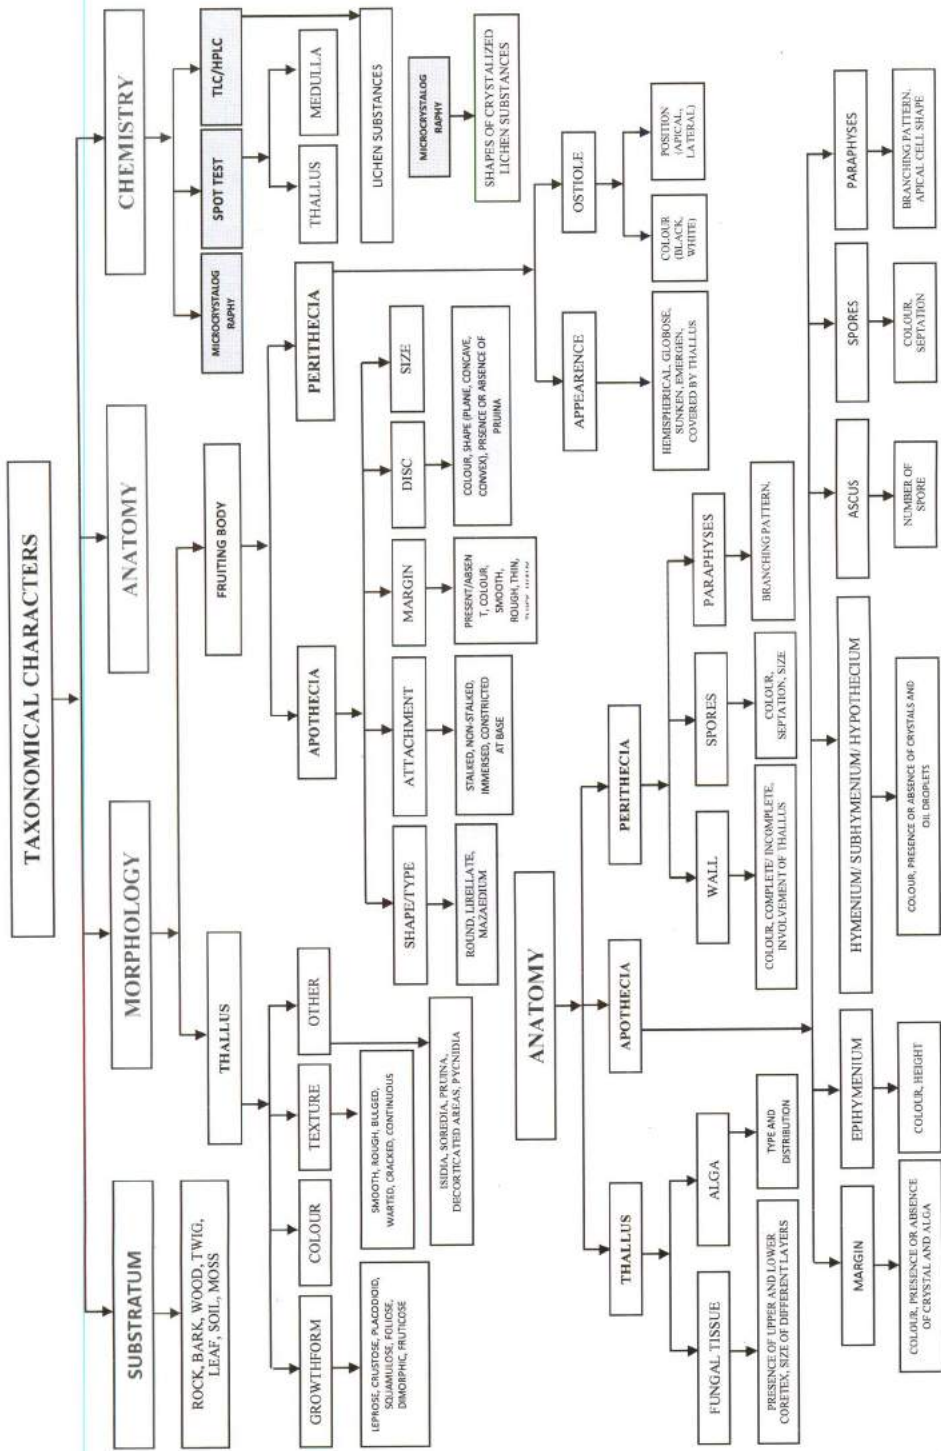 TAXONOMICAL CHARACTERS
SUBSTRATUM
MORPHOLOGY
ANATOMY
CHEMISTRY
ROCK, BARK, WOOD, TWIG,
LEAF, SOIL, MOSS
THALLUS
FRUITING BODY
MICROCRYSTALOG
RAPHY
SPOT TEST
TLC/HPLC
THALLUS
MEDULLA
LICHEN SUBSTANCES
MICROCRYSTALOG
RAPHY
SHAPES OF CRYSTALIZED
LICHEN SUBSTANCES
GROWTHFORM
COLOUR
TEXTURE
OTHER
LEPROSE, CRUSTOSE, PLACODIOID,
SQUAMULOSE, FOLIOSE,
DIMORPHIC, FRUTICOSE
SMOOTH, ROUGH, BULGED,
WARTED, CRACKED, CONTINUOUS
ISIDIA, SOREDIA, PRUINA,
DECORTICATED AREAS, PYCNIDIA
APOTHECIA
PERITHECIA
SHAPE/TYPE
ATTACHMENT
MARGIN
DISC
SIZE
ROUND, LIRELLATE,
MAZAEDIUM
STALKED, NON-STALKED,
IMMERSED, CONSTRICTED
AT BASE
PRESENT/ABSEN
T, COLOUR,
SMOOTH,
ROUGH, THIN,
COLOUR, SHAPE (PLANE, CONCAVE,
CONVEX), PRSENCE OR ABSENCE OF
PRUINA
APPEARENCE
OSTIOLE
HEMISPHERICAL, GLOBOSE,
SUNKEN, EMERGEN,
COVERED BY THALLUS
COLOUR
(BLACK,
WHITE)
POSITION
(APICAL,
LATERAL)
ANATOMY
THALLUS
APOTHECIA
PERITHECIA
FUNGAL TISSUE
ALGA
PRESENCE OF UPPER AND LOWER
CORETEX, SIZE OF DIFFERENT LAYERS
TYPE AND
DISTRIBUTION
WALL
SPORES
PARAPHYSES
COLOUR, COMPLETE/ INCOMPLETE,
INVOLVEMENT OF THALLUS
COLOUR,
SEPTATION, SIZE
BRANCHING PATTERN,
MARGIN
EPIHYMENIUM
HYMENIUM/ SUBHYMENIUM/ HYPOTHECIUM
ASCUS
SPORES
PARAPHYSES
COLOUR, PRESENCE OR ABSENCE
OF CRYSTAL AND ALGA
COLOUR, HEIGHT
COLOUR, PRESENCE OR ABSENCE OF CRYSTALS AND
OIL DROPLETS
NUMBER OF
SPORE
COLOUR,
SEPTATION
BRANCHING PATTERN,
APICAL CELL SHAPE